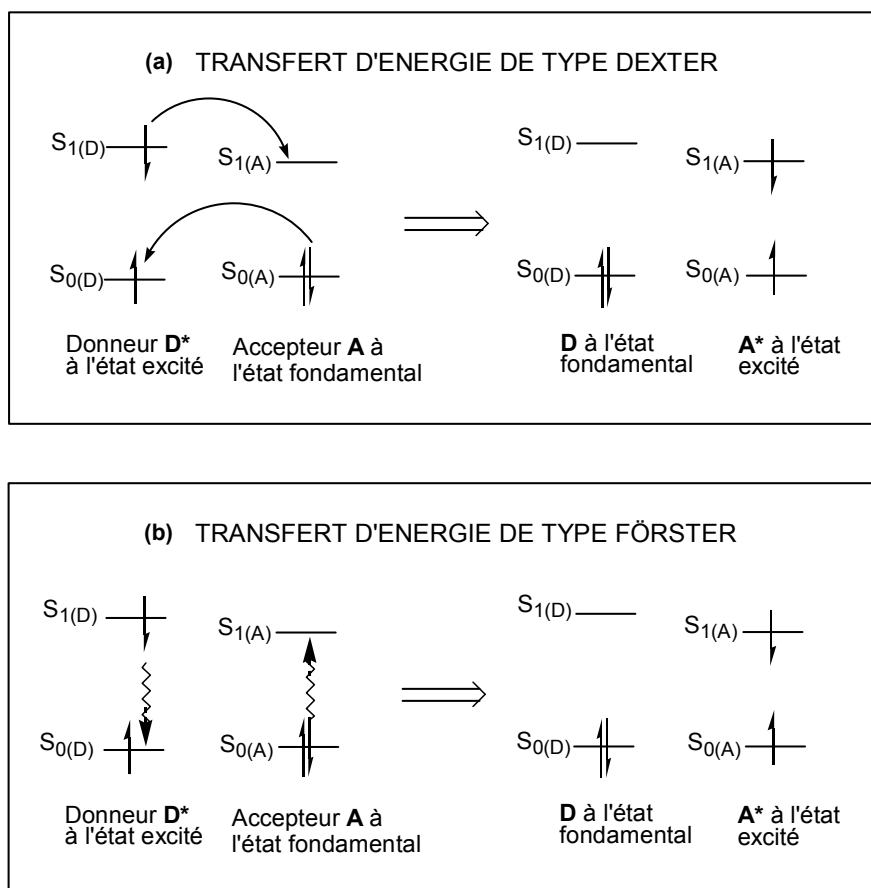 (a) TRANSFERT D'ENERGIE DE TYPE DEXTER
S1(D)
S1(A)
S1(D)
S1(A)
S0(D)
S0(A)
S0(D)
S0(A)
Donneur D*
à l'état excité
Accepteur A à
l'état fondamental
D à l'état
fondamental
A* à l'état
excité
(b) TRANSFERT D'ENERGIE DE TYPE FÖRSTER
S1(D)
S1(A)
S1(D)
S1(A)
S0(D)
S0(A)
S0(D)
S0(A)
Donneur D*
à l'état excité
Accepteur A à
l'état fondamental
D à l'état
fondamental
A* à l'état
excité